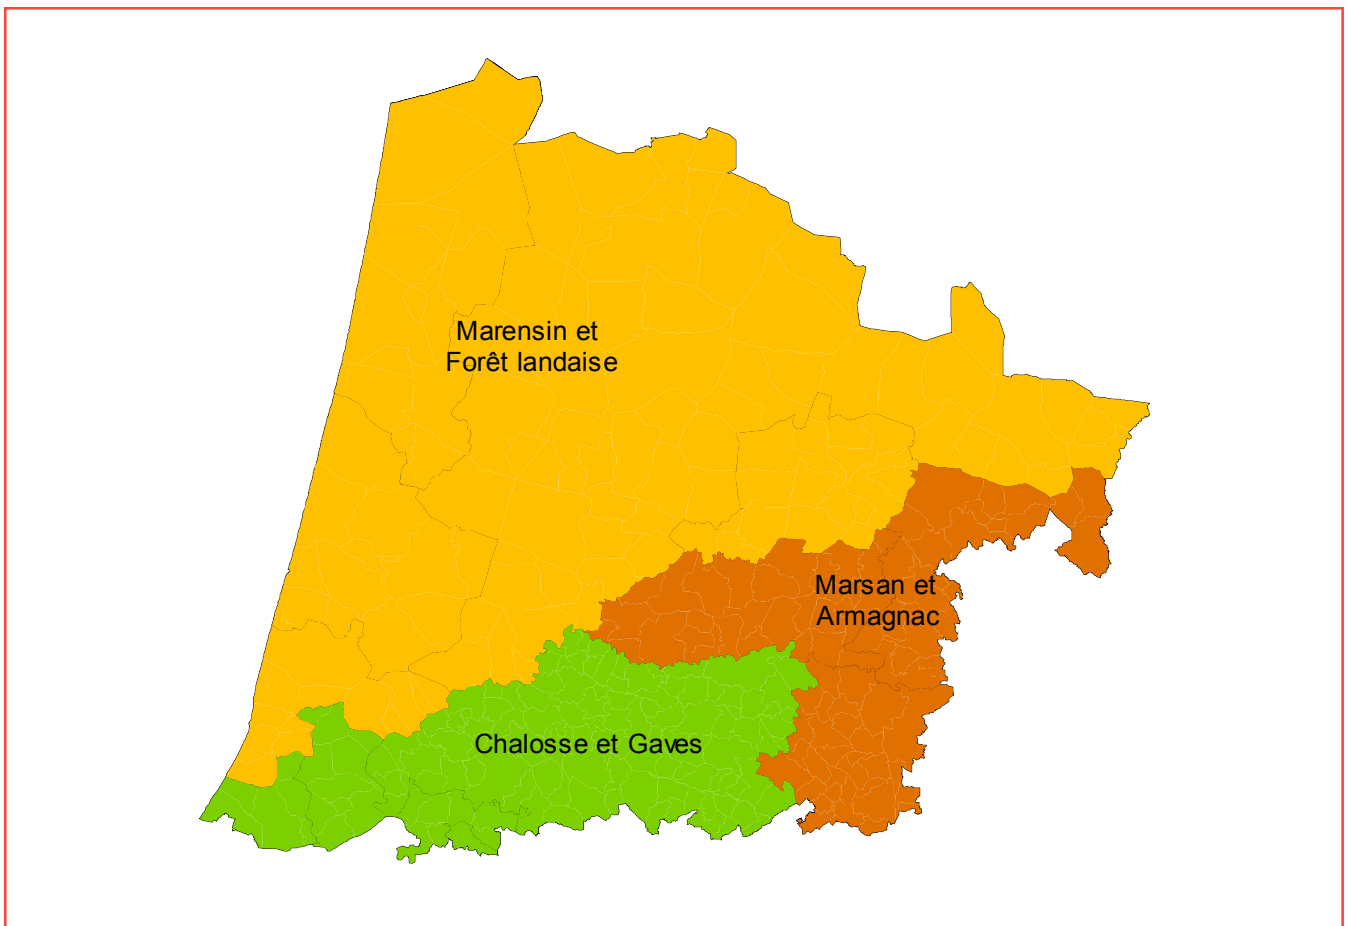 Marensin et
Forêt landaise
Marsan et
Armagnac
Chalosse et Gaves